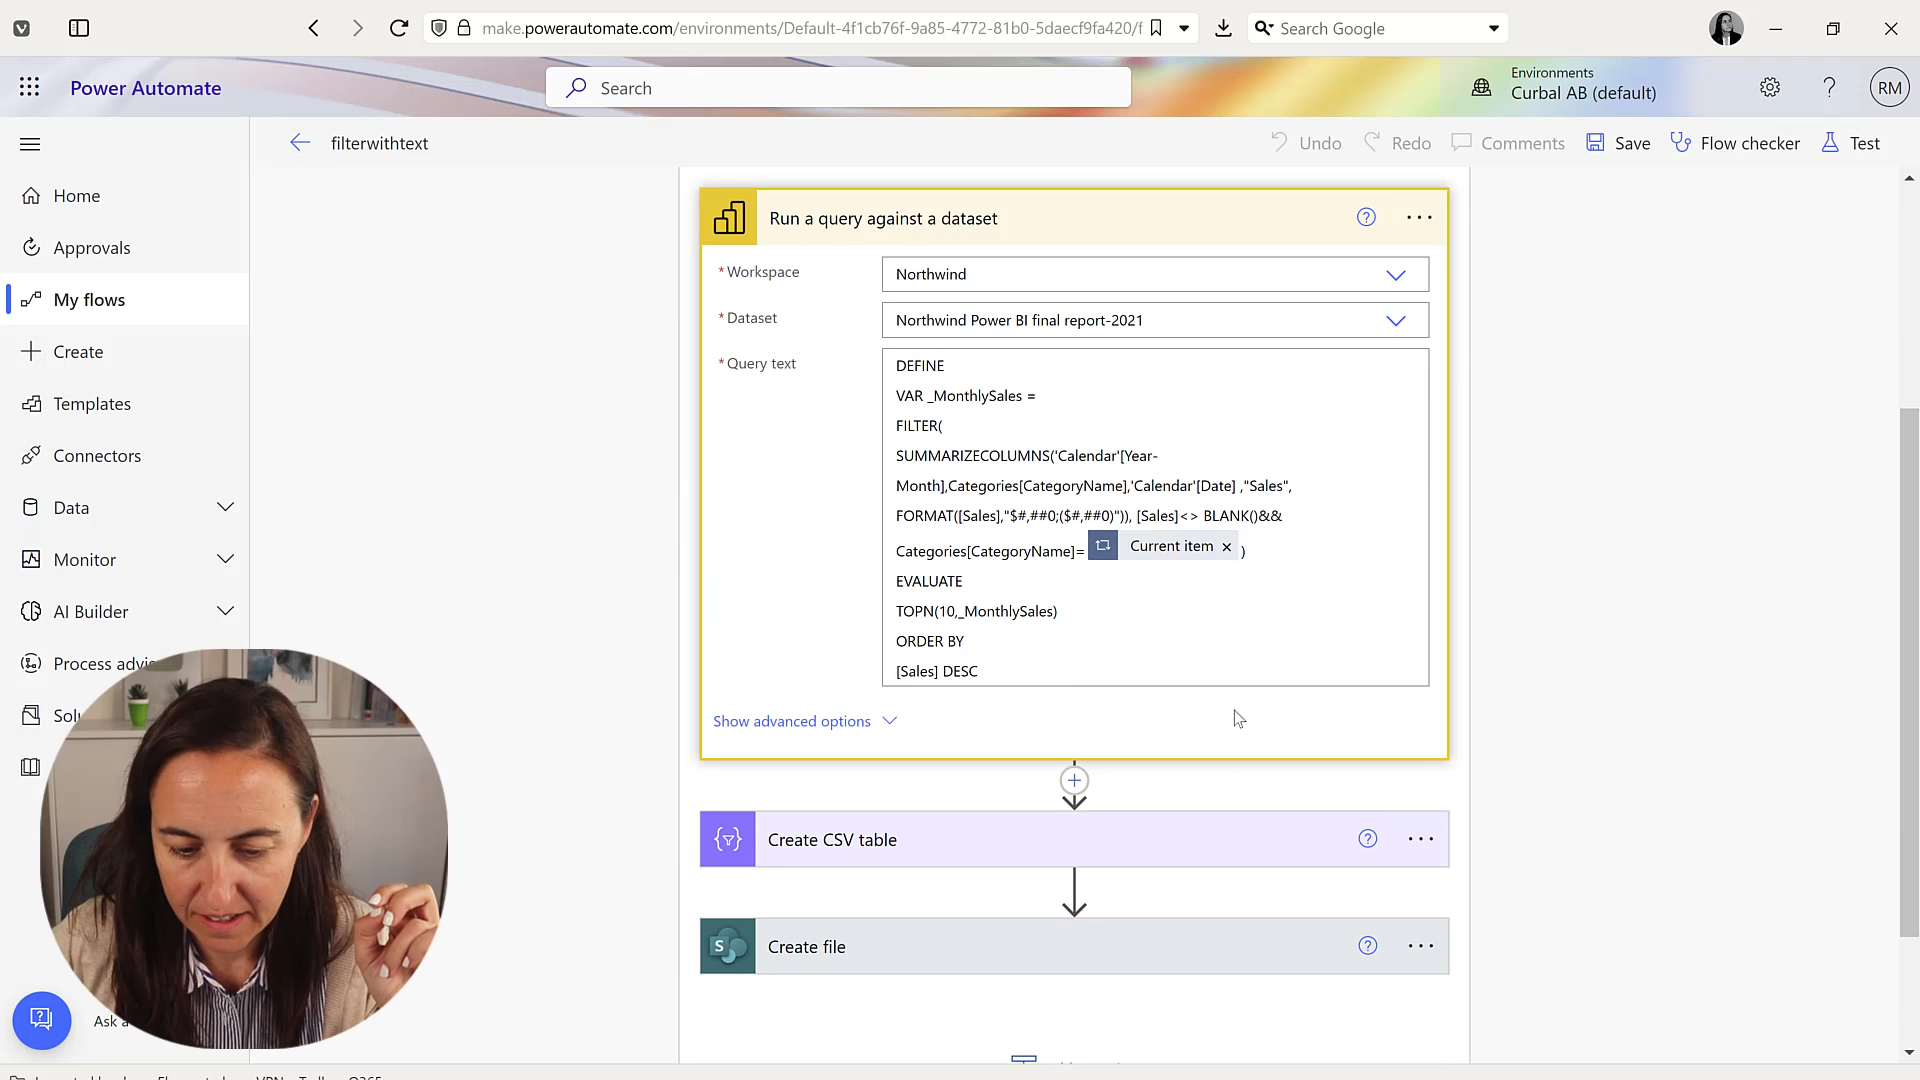 make.powerautomate.com/environments/Default-4f1cb76f-9a85-4772-81b0-5daecf9fa420/f
Search Google
Power Automate
Search
Environments
Curbal AB (default)
RM
filterwithtext
Undo
Redo
Comments
Save
Flow checker
Test
Home
Approvals
My flows
Create
Templates
Connectors
Data
Monitor
AI Builder
Process advis
Solu
Ask a
Run a query against a dataset
* Workspace
Northwind
* Dataset
Northwind Power BI final report-2021
* Query text
DEFINE
VAR _MonthlySales =
FILTER(
SUMMARIZECOLUMNS('Calendar'[Year-
Month],Categories[CategoryName],'Calendar'[Date] ,"Sales",
FORMAT([Sales],"$#,##0;($#,##0)")), [Sales]<> BLANK()&&
Categories[CategoryName]= Current item × )
EVALUATE
TOPN(10,_MonthlySales)
ORDER BY
[Sales] DESC
Show advanced options
Create CSV table
S
Create file